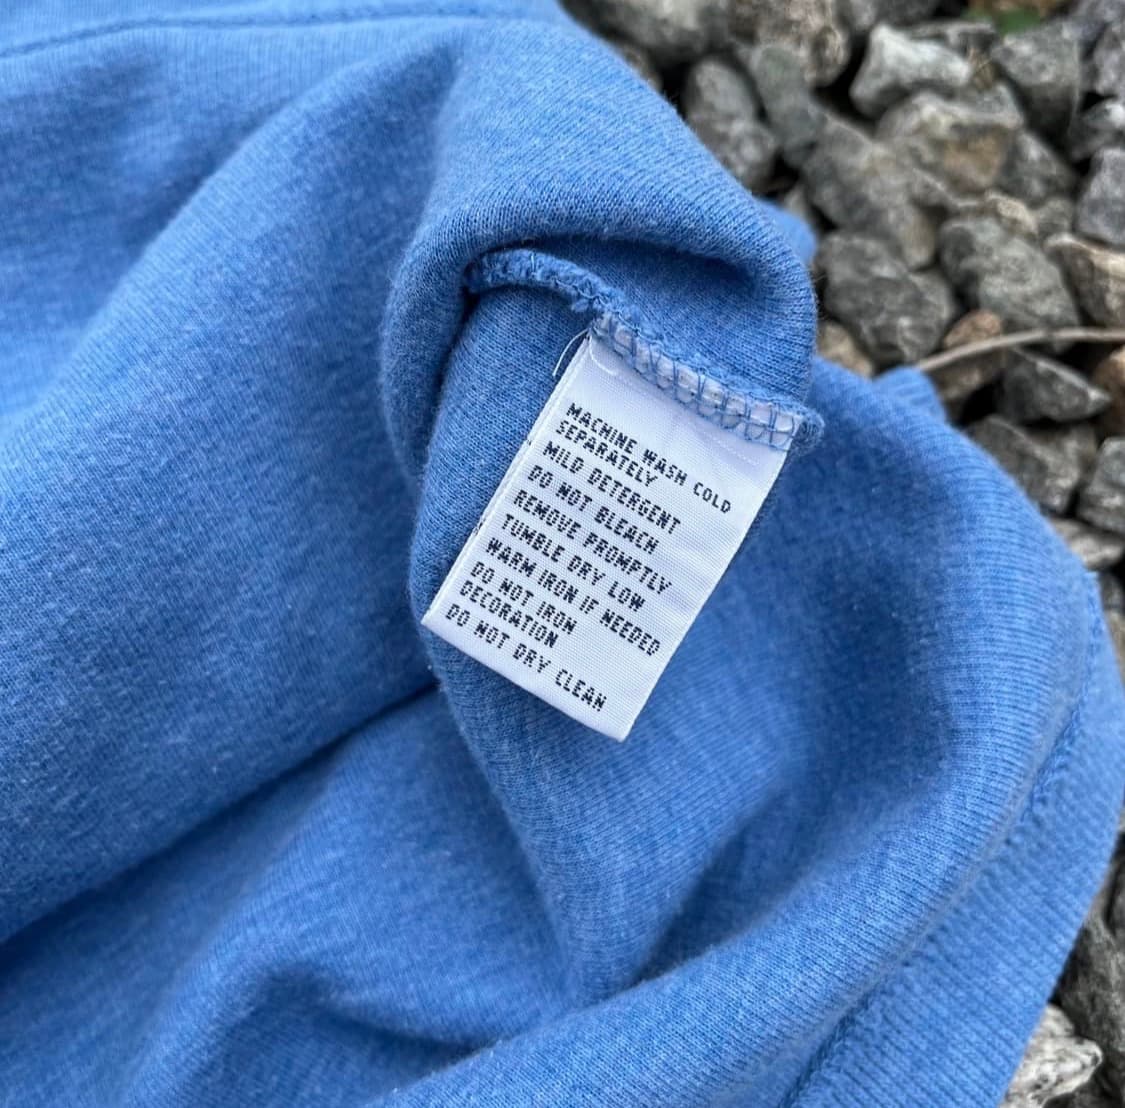 MACHINE WASH COLD
SEPARATELY
MILD DETERGENT
DO NOT BLEACH
REMOVE PROMPTLY
TUMBLE DRY LOW
WARM IRON IF NEEDED
DO NOT IRON
DECORATION
DO NOT DRY CLEAN